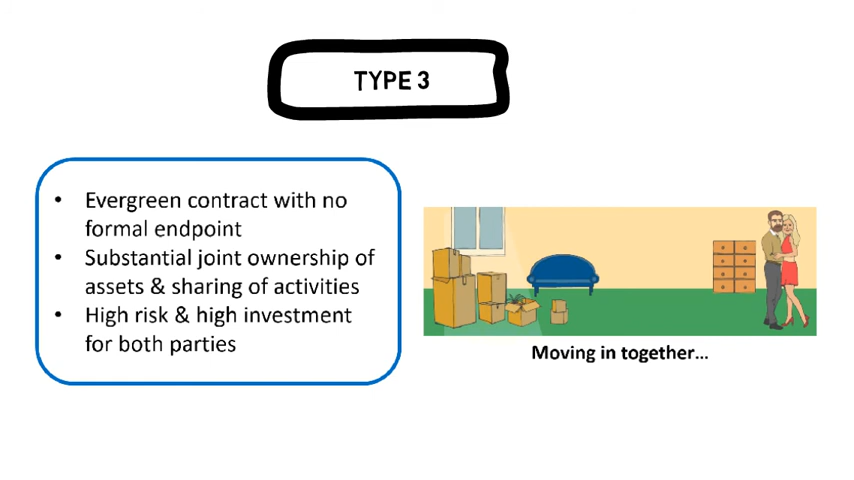 TYPE 3
• Evergreen contract with no
formal endpoint
• Substantial joint ownership of
assets & sharing of activities
• High risk & high investment
for both parties
Moving in together...